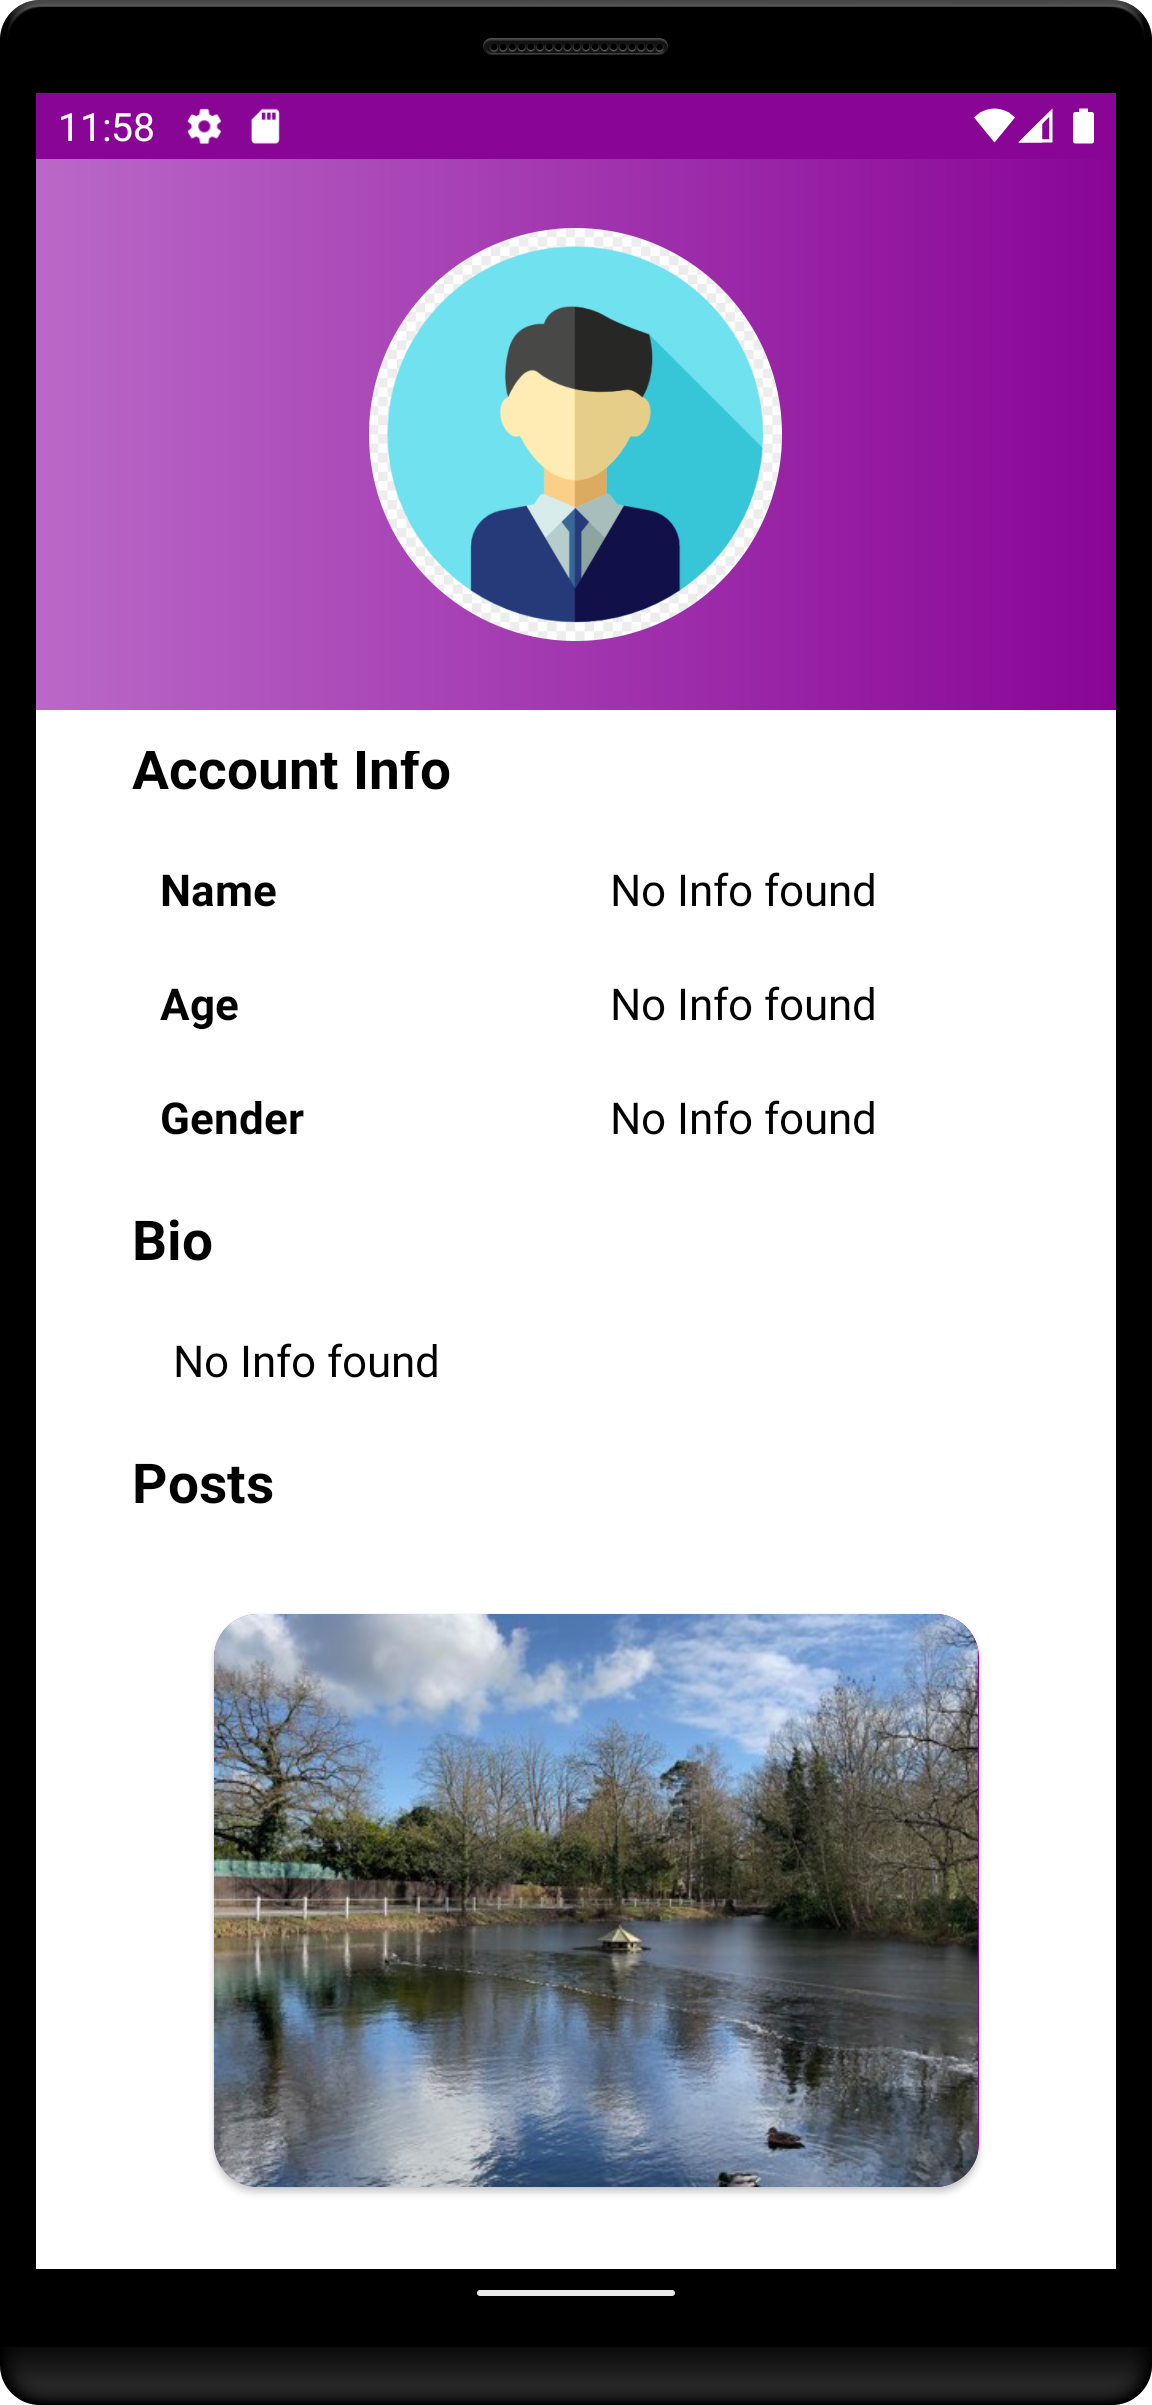 11:58
Account Info
Name No Info found
Age No Info found
Gender No Info found
Bio
No Info found
Posts